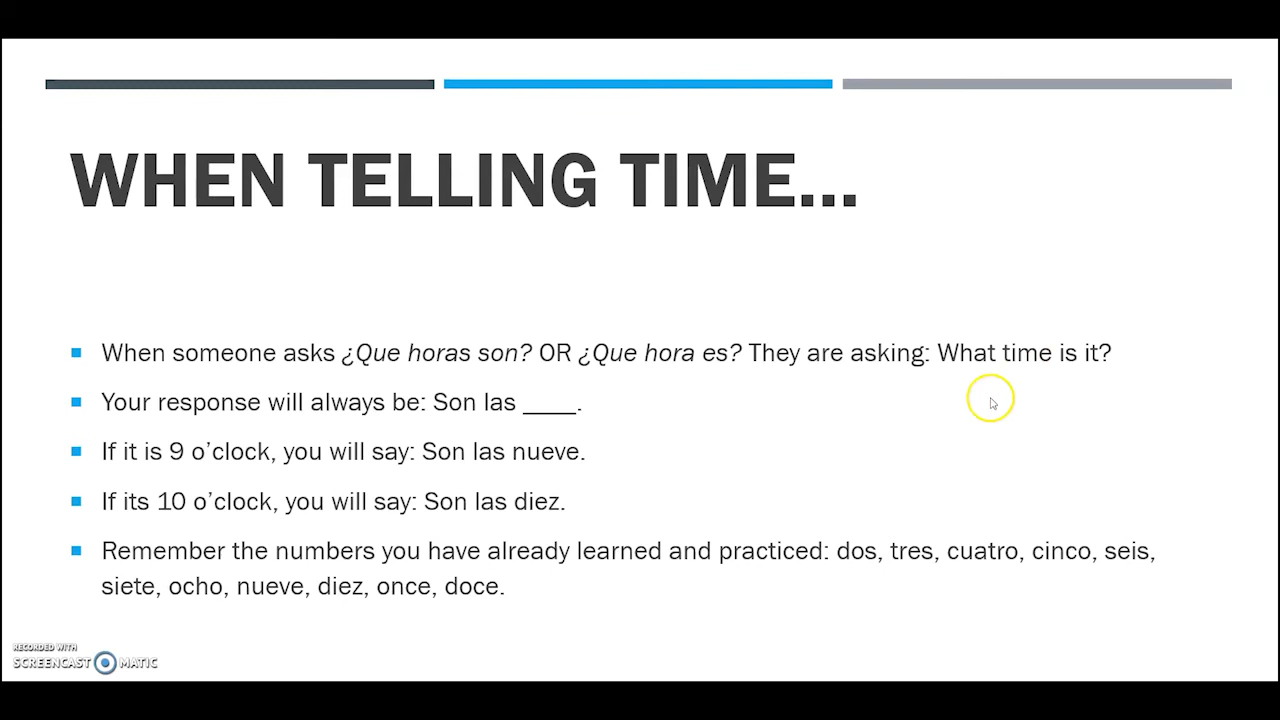 WHEN TELLING TIME...
When someone asks ¿Que horas son? OR ¿Que hora es? They are asking: What time is it?
Your response will always be: Son las ____.
If it is 9 o’clock, you will say: Son las nueve.
If its 10 o’clock, you will say: Son las diez.
Remember the numbers you have already learned and practiced: dos, tres, cuatro, cinco, seis,
siete, ocho, nueve, diez, once, doce.
RECORDED WITH
SCREENCAST MATIC